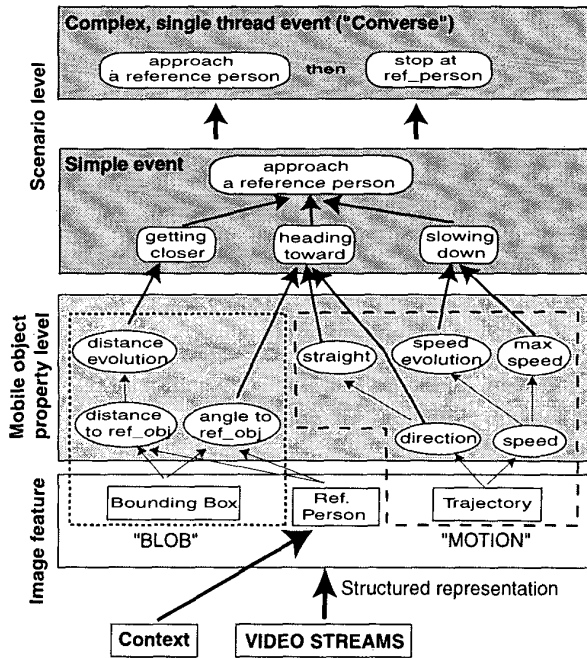 Complex, single thread event ("Converse")
approach
a reference person
then
stop at
ref_person
Scenario level
Simple event
approach
a reference person
getting
closer
heading
toward
slowing
down
Mobile object
property level
distance
evolution
straight
speed
evolution
max
speed
distance
to ref_obj
angle to
ref_obj
direction
speed
Image feature
Bounding Box
Ref.
Person
Trajectory
"BLOB"
"MOTION"
Structured representation
Context
VIDEO STREAMS